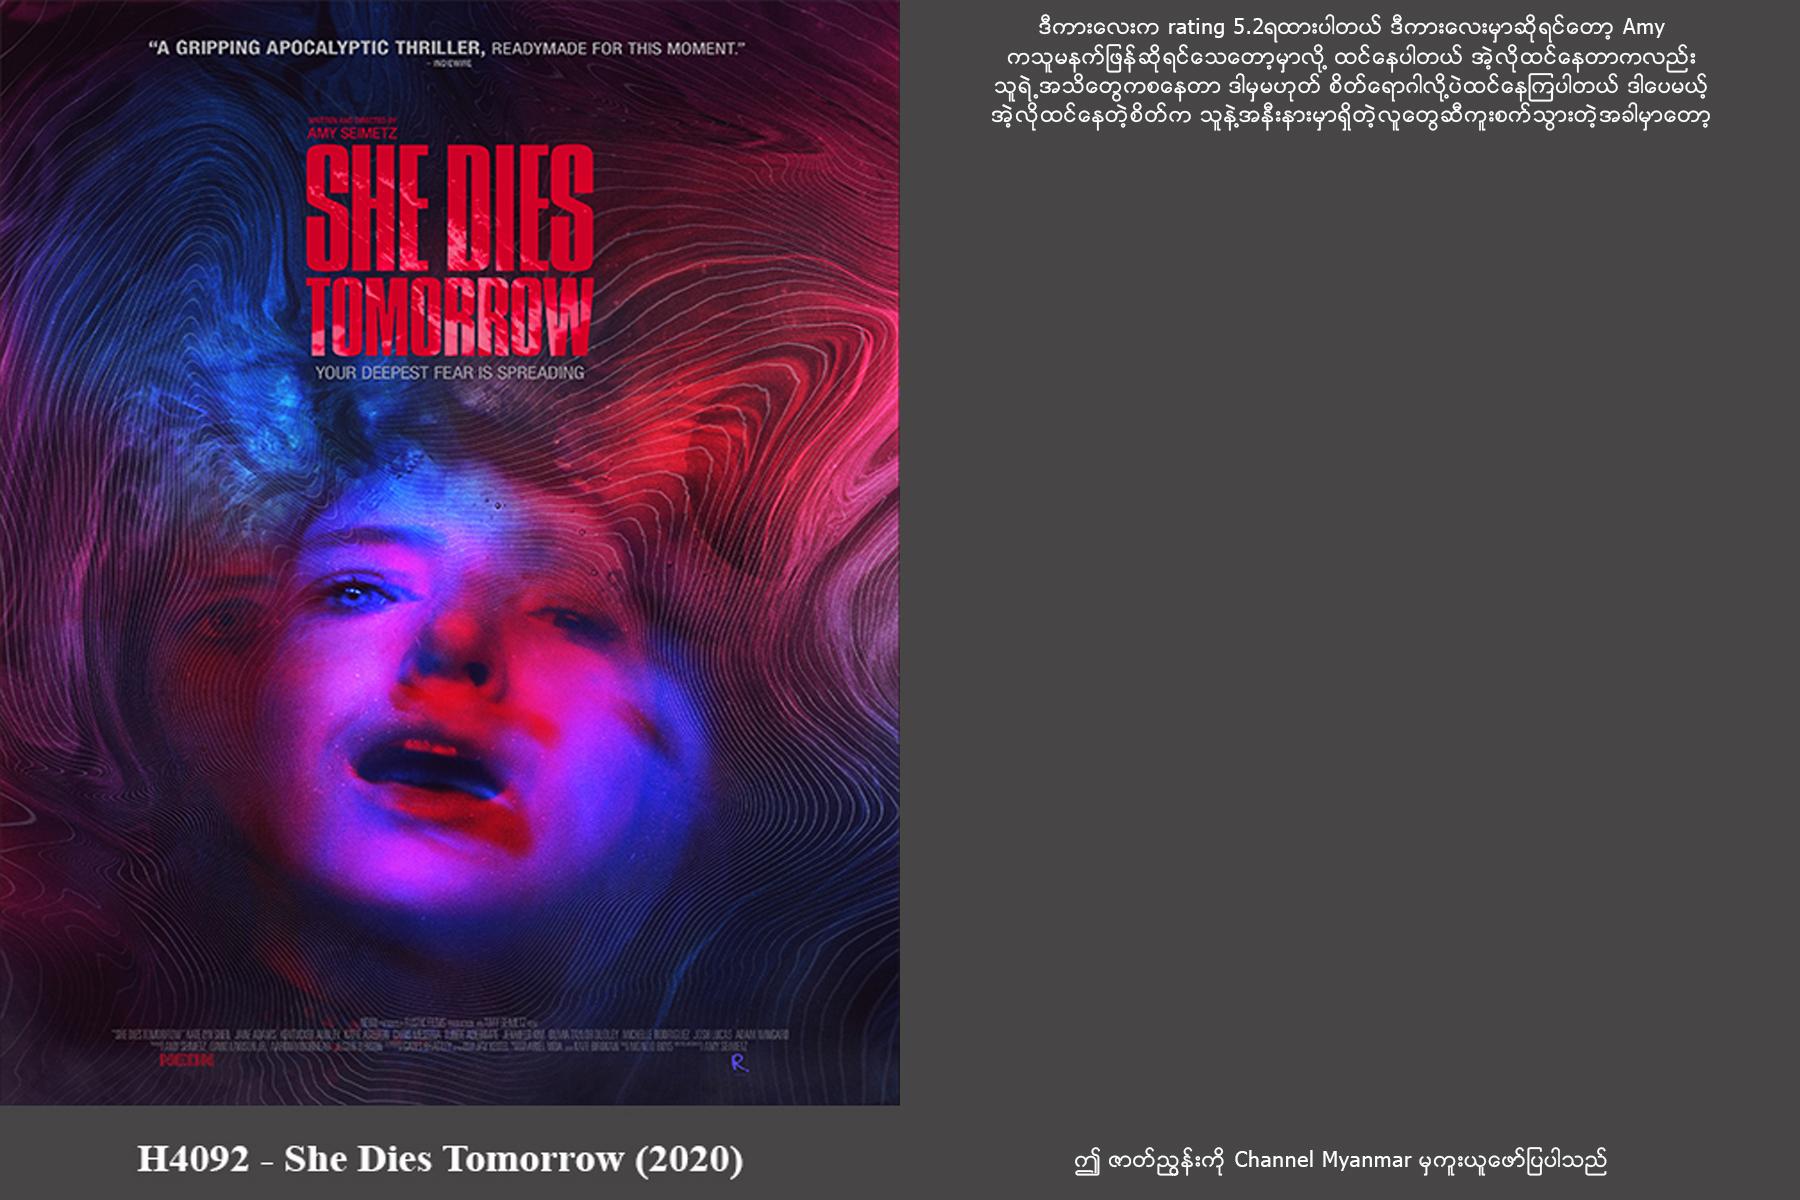 “A GRIPPING APOCALYPTIC THRILLER, READYMADE FOR THIS MOMENT.”
- INDIEWIRE
WRITTEN AND DIRECTED BY
AMY SEIMETZ
SHE DIES
TOMORROW
YOUR DEEPEST FEAR IS SPREADING
NEON
R.
H4092 - She Dies Tomorrow (2020)
ဒီကားလေးက rating 5.2ရထားပါတယ် ဒီကားလေးမှာဆိုရင်တော့ Amy
ကသူမနက်ဖြန်ဆိုရင်သေတော့မှာလို့ ထင်နေပါတယ် အဲ့လိုထင်နေတာကလည်း
သူရဲ့အသိတွေကစနေတာ ဒါမှမဟုတ် စိတ်ရောဂါလို့ပဲထင်နေကြပါတယ် ဒါပေမယ့်
အဲ့လိုထင်နေတဲ့စိတ်က သူနဲ့အနီးနားမှာရှိတဲ့လူတွေဆီကူးစက်သွားတဲ့အခါမှာတော့
ဤ ဇာတ်ညွှန်းကို Channel Myanmar မှကူးယူဖော်ပြပါသည်